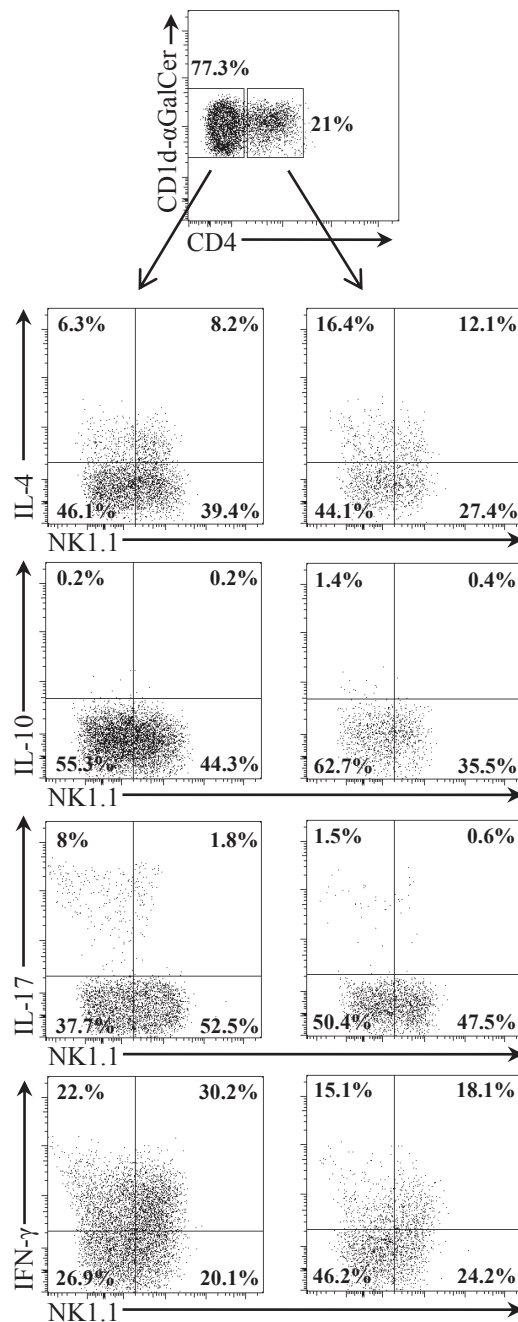 CD1d-αGalCer
77.3%
21%
CD4
IL-4
6.3% 8.2%
46.1% 39.4%
16.4% 12.1%
44.1% 27.4%
NK1.1
IL-10
0.2% 0.2%
55.3% 44.3%
1.4% 0.4%
62.7% 35.5%
NK1.1
IL-17
8% 1.8%
37.7% 52.5%
1.5% 0.6%
50.4% 47.5%
NK1.1
IFN-γ
22.% 30.2%
26.9% 20.1%
15.1% 18.1%
46.2% 24.2%
NK1.1